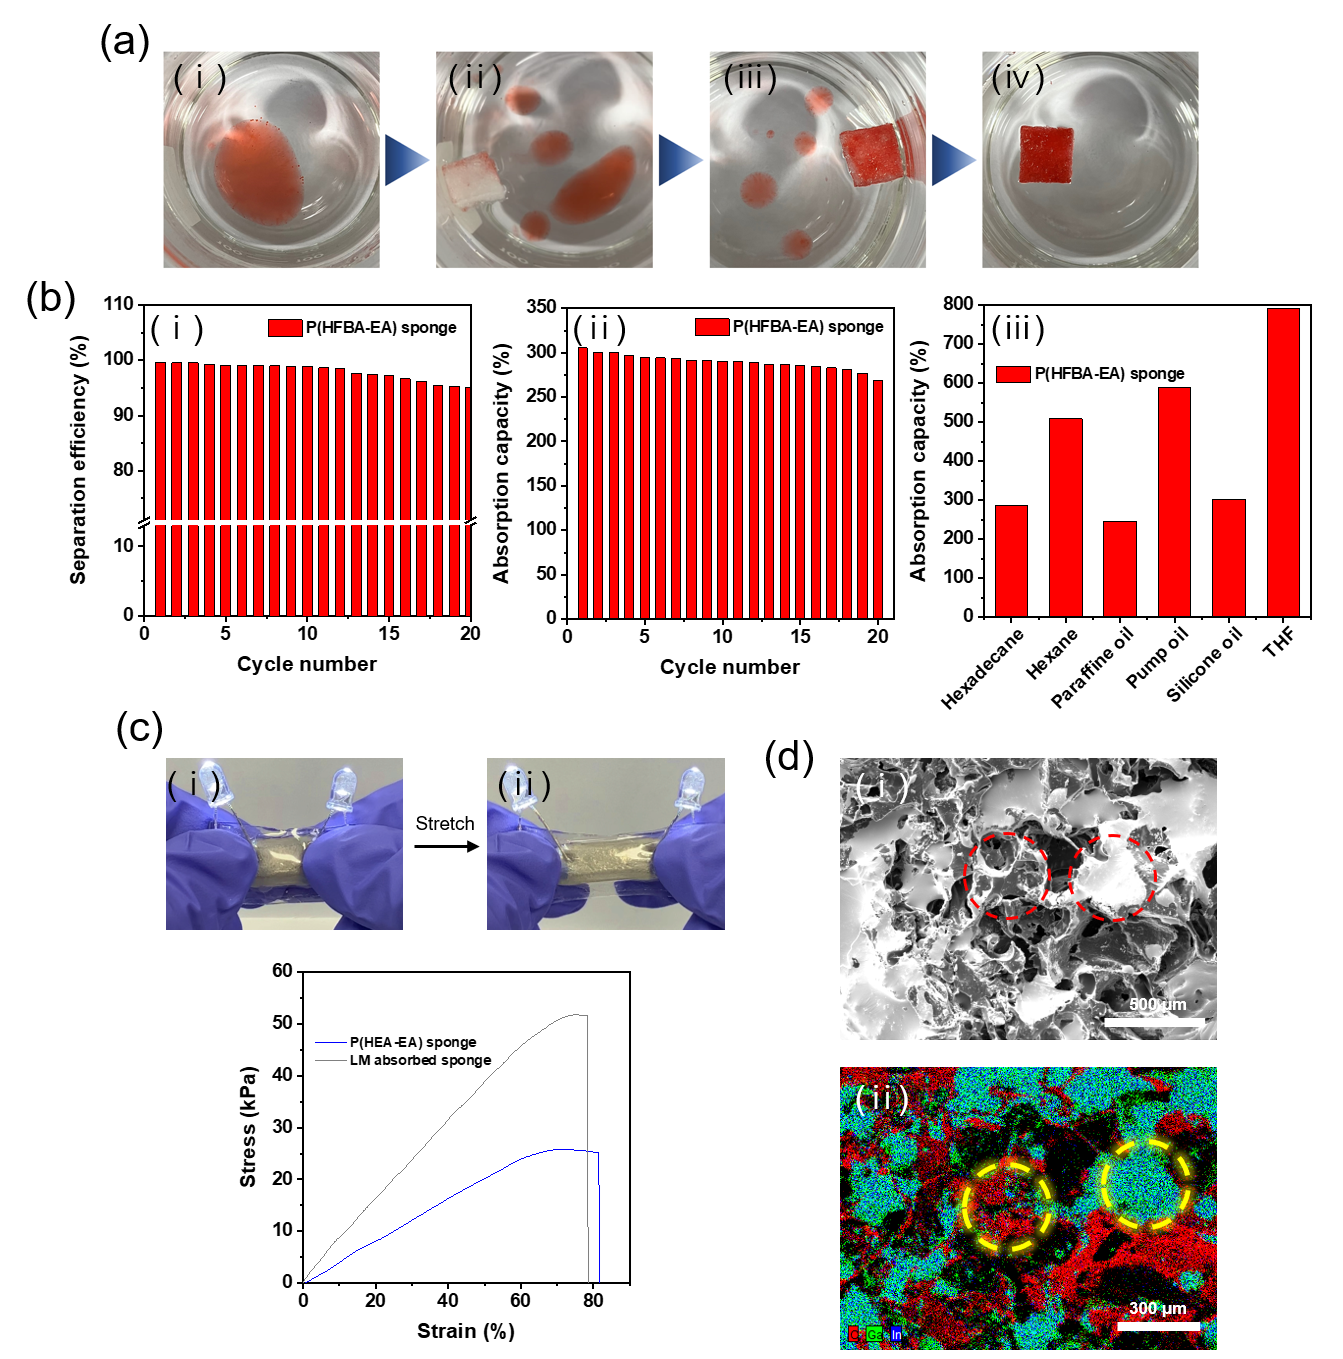 (a)
(i)
(ii)
(iii)
(iv)
(b)
(i)
P(HFBA-EA) sponge
Separation efficiency (%)
110
100
90
80
10
0
0
5
10
15
20
Cycle number
(ii)
P(HFBA-EA) sponge
Absorption capacity (%)
350
300
250
200
150
100
50
0
0
5
10
15
20
Cycle number
(iii)
P(HFBA-EA) sponge
Absorption capacity (%)
800
700
600
500
400
300
200
100
0
Hexadecane
Hexane
Paraffine oil
Pump oil
Silicone oil
THF
(c)
(i)
Stretch
(ii)
P(HEA-EA) sponge
LM absorbed sponge
Stress (kPa)
60
50
40
30
20
10
0
0
20
40
60
80
Strain (%)
(d)
(i)
500 μm
(ii)
Ga
In
300 μm